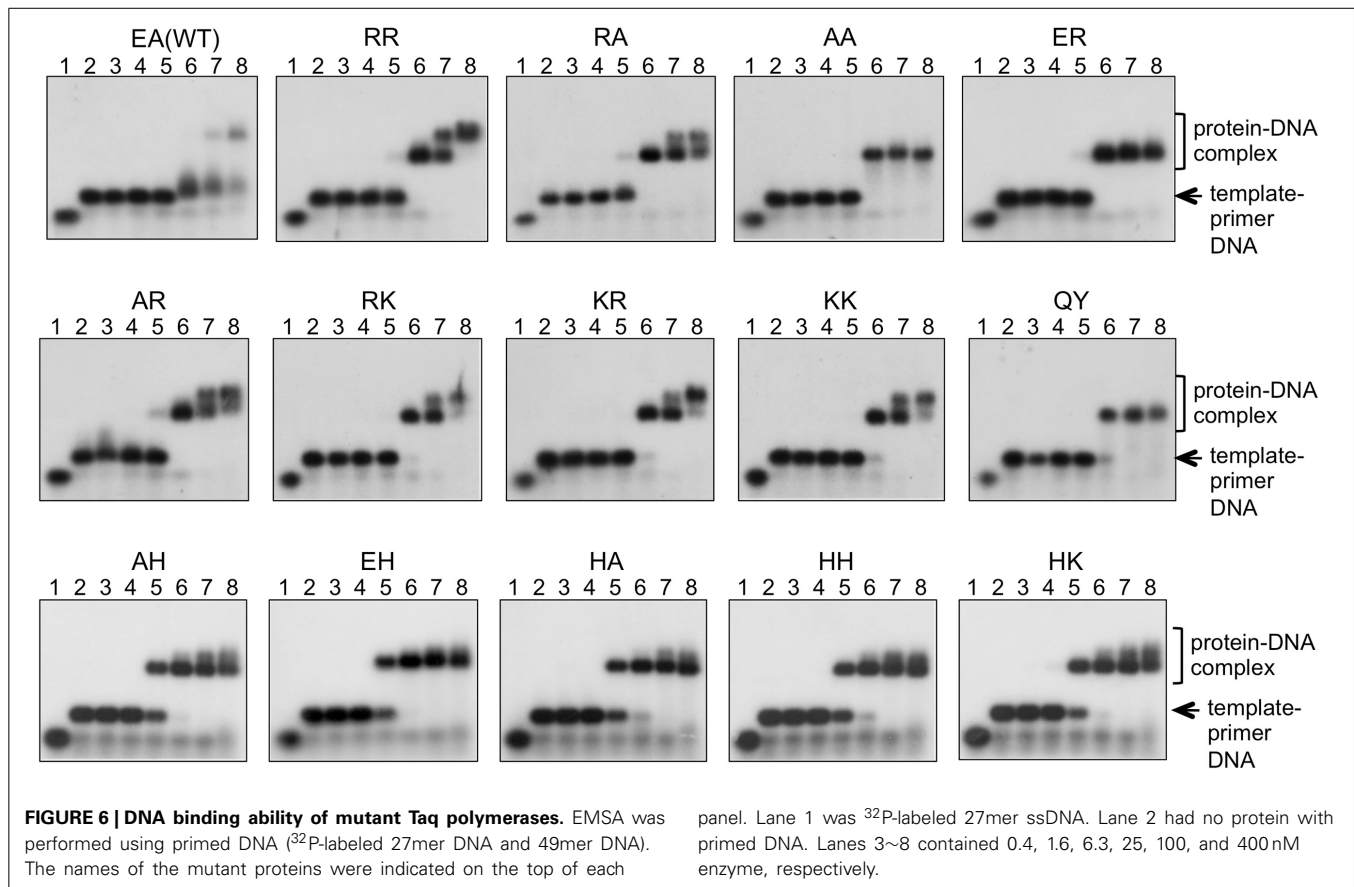 EA(WT) RR RA AA ER
1 2 3 4 5 6 7 8 1 2 3 4 5 6 7 8 1 2 3 4 5 6 7 8 1 2 3 4 5 6 7 8 1 2 3 4 5 6 7 8
protein-DNA
complex
template-
primer
DNA
AR RK KR KK QY
1 2 3 4 5 6 7 8 1 2 3 4 5 6 7 8 1 2 3 4 5 6 7 8 1 2 3 4 5 6 7 8 1 2 3 4 5 6 7 8
protein-DNA
complex
template-
primer
DNA
AH EH HA HH HK
1 2 3 4 5 6 7 8 1 2 3 4 5 6 7 8 1 2 3 4 5 6 7 8 1 2 3 4 5 6 7 8 1 2 3 4 5 6 7 8
protein-DNA
complex
template-
primer
DNA
FIGURE 6 | DNA binding ability of mutant Taq polymerases. EMSA was
performed using primed DNA (³²P-labeled 27mer DNA and 49mer DNA).
The names of the mutant proteins were indicated on the top of each
panel. Lane 1 was ³²P-labeled 27mer ssDNA. Lane 2 had no protein with
primed DNA. Lanes 3~8 contained 0.4, 1.6, 6.3, 25, 100, and 400 nM
enzyme, respectively.